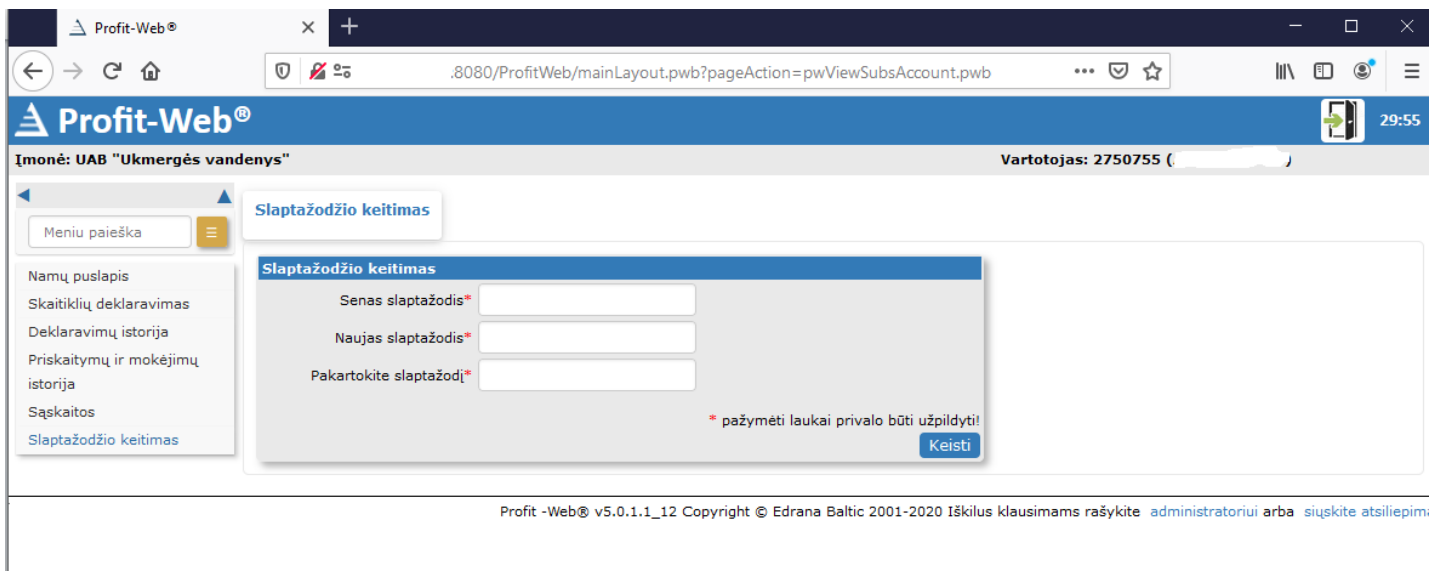 Profit-Web®
.8080/ProfitWeb/mainLayout.pwb?pageAction=pwViewSubsAccount.pwb
Profit-Web®
29:55
Įmonė: UAB "Ukmergės vandenys"
Vartotojas: 2750755 (
Slaptažodžio keitimas
Meniu paieška
Slaptažodžio keitimas
Namų puslapis
Senas slaptažodis*
Skaitiklių deklaravimas
Deklaravimų istorija
Naujas slaptažodis*
Priskaitymų ir mokėjimų
istorija
Pakartokite slaptažodį*
Sąskaitos
* pažymėti laukai privalo būti užpildyti!
Slaptažodžio keitimas
Keisti
Profit -Web® v5.0.1.1_12 Copyright © Edrana Baltic 2001-2020 Iškilus klausimams rašykite administratoriui arba siųskite atsiliepima